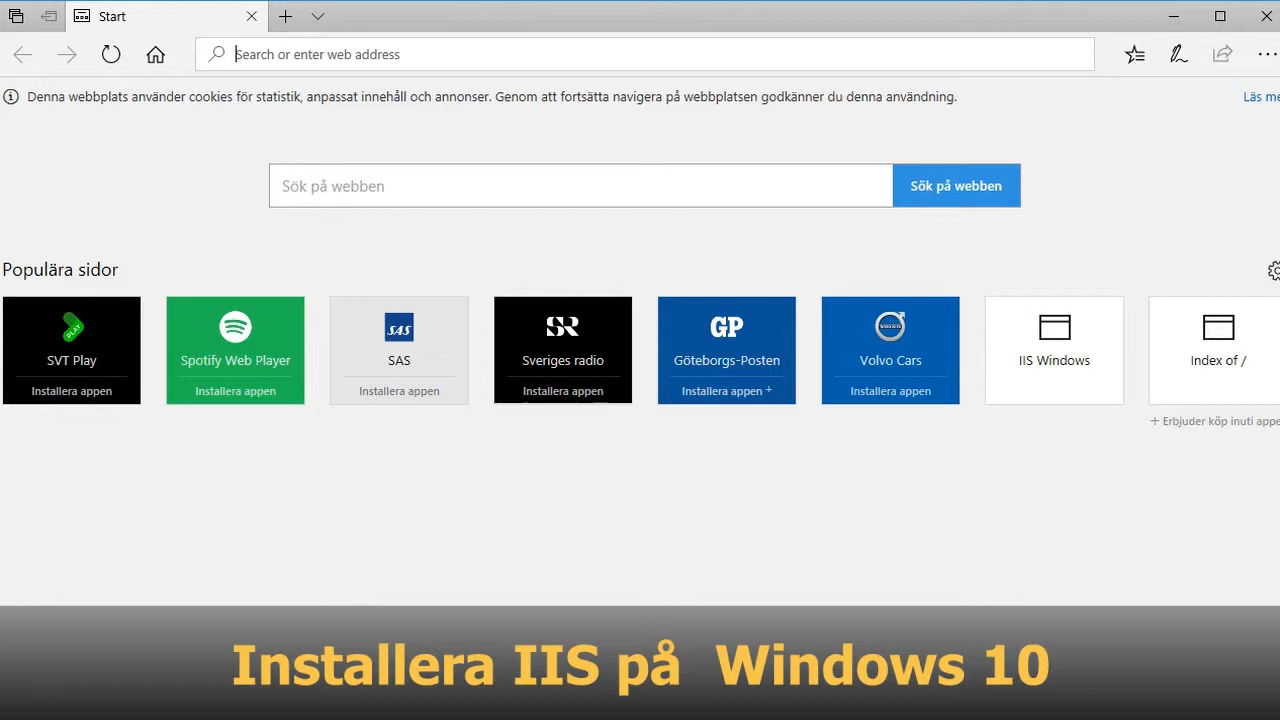 Start
Search or enter web address
Denna webbplats använder cookies för statistik, anpassat innehåll och annonser. Genom att fortsätta navigera på webbplatsen godkänner du denna användning.
Läs me
Sök på webben
Sök på webben
Populära sidor
PLAY
SVT Play
Installera appen
Spotify Web Player
Installera appen
SAS
SAS
Installera appen
SR
Sveriges radio
Installera appen
GP
Göteborgs-Posten
Installera appen +
VOLVO
Volvo Cars
Installera appen
IIS Windows
Index of /
+ Erbjuder köp inuti appe
Installera IIS på Windows 10